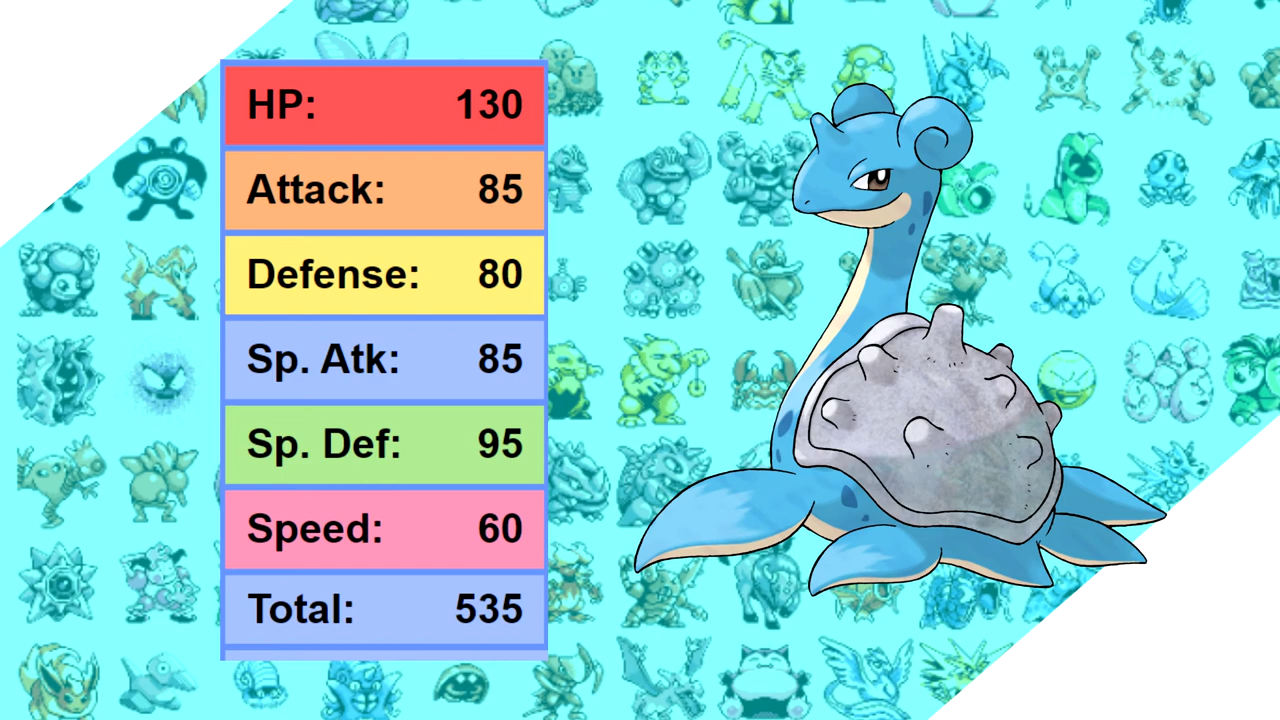 HP: 130
Attack: 85
Defense: 80
Sp. Atk: 85
Sp. Def: 95
Speed: 60
Total: 535